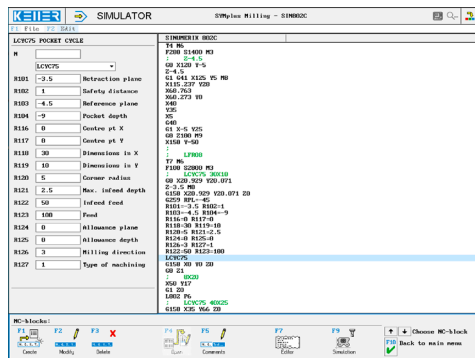 KELLER
SIMULATOR
SYMplus Milling - SIN802C
F1 File F2 Edit
LCYC75 POCKET CYCLE
N
LCYC75
R101 -3.5 Retraction plane
R102 1 Safety distance
R103 -4.5 Reference plane
R104 -9 Pocket depth
R116 0 Centre pt X
R117 0 Centre pt Y
R118 30 Dimensions in X
R119 10 Dimensions in Y
R120 5 Corner radius
R121 2.5 Max. infeed depth
R122 50 Infeed feed
R123 100 Feed
R124 0 Allowance plane
R125 0 Allowance depth
R126 3 Milling direction
R127 1 Type of machining
SINUMERIK 802C
T4 M6
F280 S1400 M3
; Z-4.5
G0 X120 Y-5
Z-4.5
G1 G41 X125 Y5 M8
X115.237 Y20
X60.763
X60.273 Y8
X40
Y35
X5
G40
G1 X-5 Y25
G0 Z100 M9
X150 Y-50
;
; LFR00
T7 M6
F100 S2800 M3
; LCYC75 30X10
G0 X20.929 Y20.071
Z-3.5 M8
G158 X20.929 Y20.071 Z0
G259 RPL=-45
R101=-3.5 R102=1
R103=-4.5 R104=-9
R116=0 R117=0
R118=30 R119=10
R120=5 R121=2.5
R124=0 R125=0
R126=3 R127=1
R122=50 R123=100
LCYC75
G158 X0 Y0 Z0
G0 Z1
; 8X20
X50 Y17
G1 Z0
L802 P6
; LCYC75 40X25
G158 X35 Y66 Z0
NC-blocks:
F1 Create
F2 Modify
F3 Delete
F4 Open
F5 Comments
F7 Editor
F9 Simulation
Choose NC-block
F10 Back to main menu